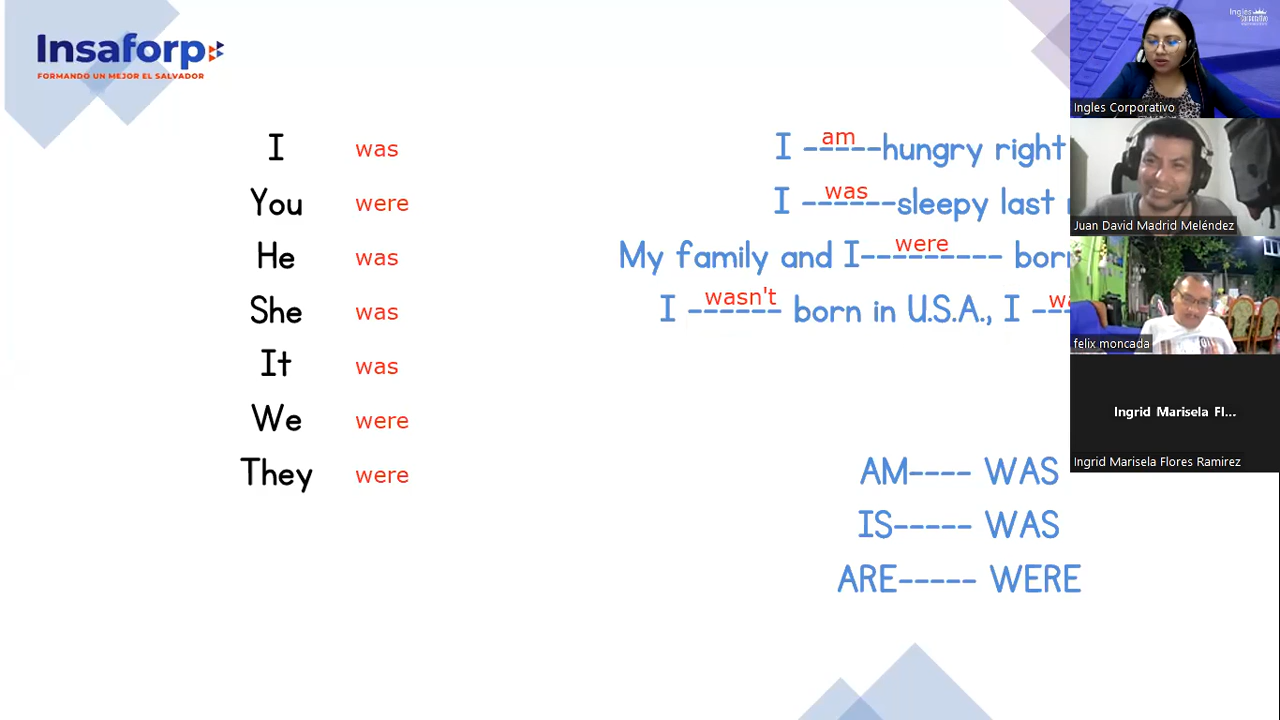 Insaforp
FORMANDO UN MEJOR EL SALVADOR
I was
You were
He was
She was
It was
We were
They were
I --am--hungry right
I --was--sleepy last
My family and I---were--- born
I --wasn't-- born in U.S.A., I --
AM---- WAS
IS----- WAS
ARE----- WERE
Ingles
Ingles Corporativo
Juan David Madrid Meléndez
felix moncada
Ingrid Marisela Fl...
Ingrid Marisela Flores Ramirez